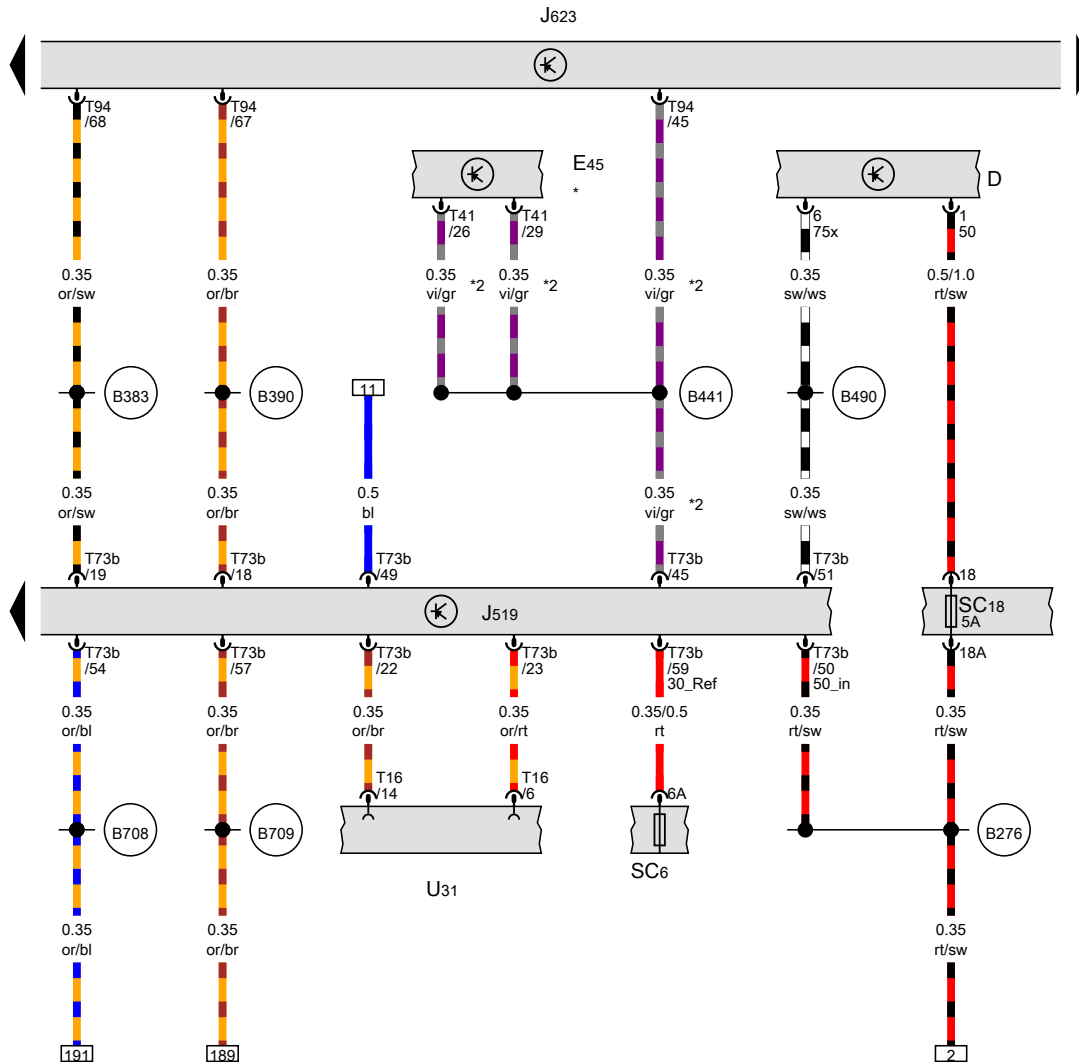 J623
T94
/68
T94
/67
T94
/45
E45
*
D
T41
/26
T41
/29
6
75x
1
50
0.35
or/sw
0.35
or/br
0.35
vi/gr
*2
0.35
vi/gr
*2
0.35
vi/gr
*2
0.35
sw/ws
0.5/1.0
rt/sw
B383
B390
11
B441
B490
0.35
or/sw
0.35
or/br
0.5
bl
0.35
vi/gr
*2
0.35
sw/ws
T73b
/19
T73b
/18
T73b
/49
T73b
/45
T73b
/51
18
J519
SC18
5A
T73b
/54
T73b
/57
T73b
/22
T73b
/23
T73b
/59
30_Ref
T73b
/50
50_in
18A
0.35
or/bl
0.35
or/br
0.35
or/br
0.35
or/rt
0.35/0.5
rt
0.35
rt/sw
0.35
rt/sw
T16
/14
T16
/6
6A
B708
B709
B276
U31
SC6
0.35
or/bl
0.35
or/br
0.35
rt/sw
191
189
2